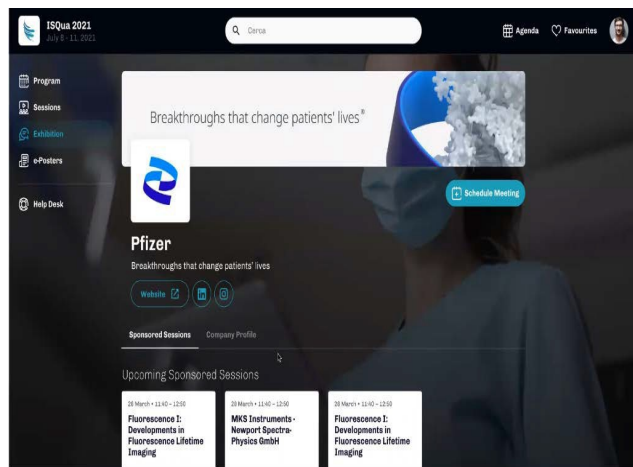 ISQua 2021
July 8 - 11, 2021
Cerca
Agenda
Favourites
Program
Sessions
Exhibition
e-Posters
Help Desk
Breakthroughs that change patients' lives®
Schedule Meeting
Pfizer
Breakthroughs that change patients' lives
Website
in
Sponsored Sessions
Company Profile
Upcoming Sponsored Sessions
28 March • 11:40 – 12:50
Fluorescence I:
Developments in
Fluorescence Lifetime
Imaging
29 March • 11:40 – 12:50
MKS Instruments -
Newport Spectra-
Physics GmbH
28 March • 11:40 – 12:50
Fluorescence I:
Developments in
Fluorescence Lifetime
Imaging